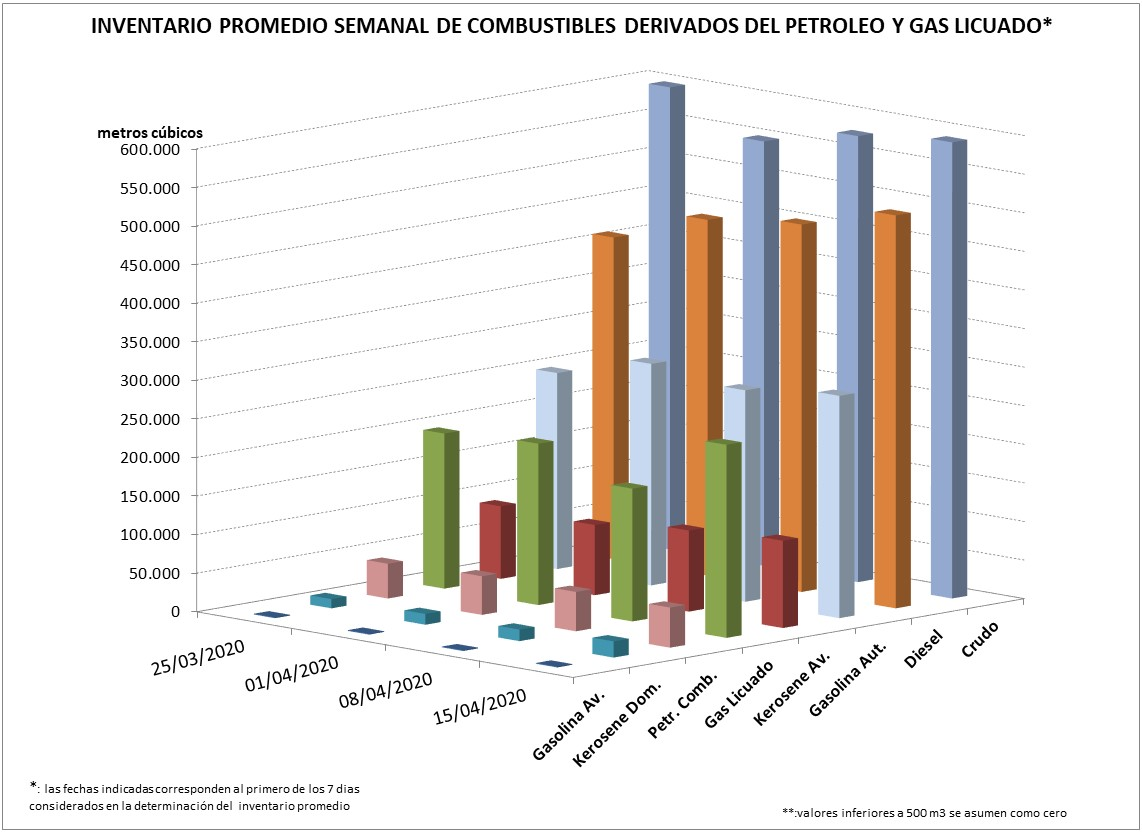 INVENTARIO PROMEDIO SEMANAL DE COMBUSTIBLES DERIVADOS DEL PETROLEO Y GAS LICUADO*
metros cúbicos
600.000
550.000
500.000
450.000
400.000
350.000
300.000
250.000
200.000
150.000
100.000
50.000
0
25/03/2020
01/04/2020
08/04/2020
15/04/2020
Gasolina Av.
Kerosene Dom.
Petr. Comb.
Gas Licuado
Kerosene Av.
Gasolina Aut.
Diesel
Crudo
*: las fechas indicadas corresponden al primero de los 7 dias
considerados en la determinación del inventario promedio
**:valores inferiores a 500 m3 se asumen como cero